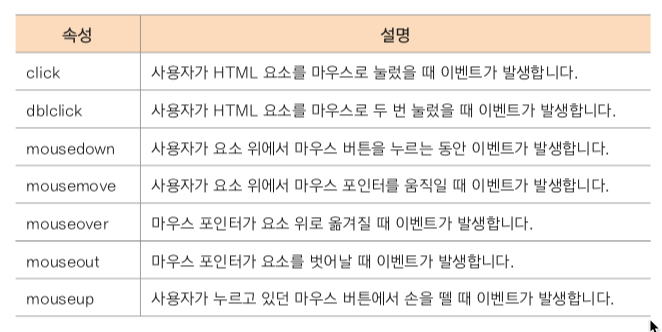 속성 설명
click 사용자가 HTML 요소를 마우스로 눌렀을 때 이벤트가 발생합니다.
dblclick 사용자가 HTML 요소를 마우스로 두 번 눌렀을 때 이벤트가 발생합니다.
mousedown 사용자가 요소 위에서 마우스 버튼을 누르는 동안 이벤트가 발생합니다.
mousemove 사용자가 요소 위에서 마우스 포인터를 움직일 때 이벤트가 발생합니다.
mouseover 마우스 포인터가 요소 위로 옮겨질 때 이벤트가 발생합니다.
mouseout 마우스 포인터가 요소를 벗어날 때 이벤트가 발생합니다.
mouseup 사용자가 누르고 있던 마우스 버튼에서 손을 뗄 때 이벤트가 발생합니다.